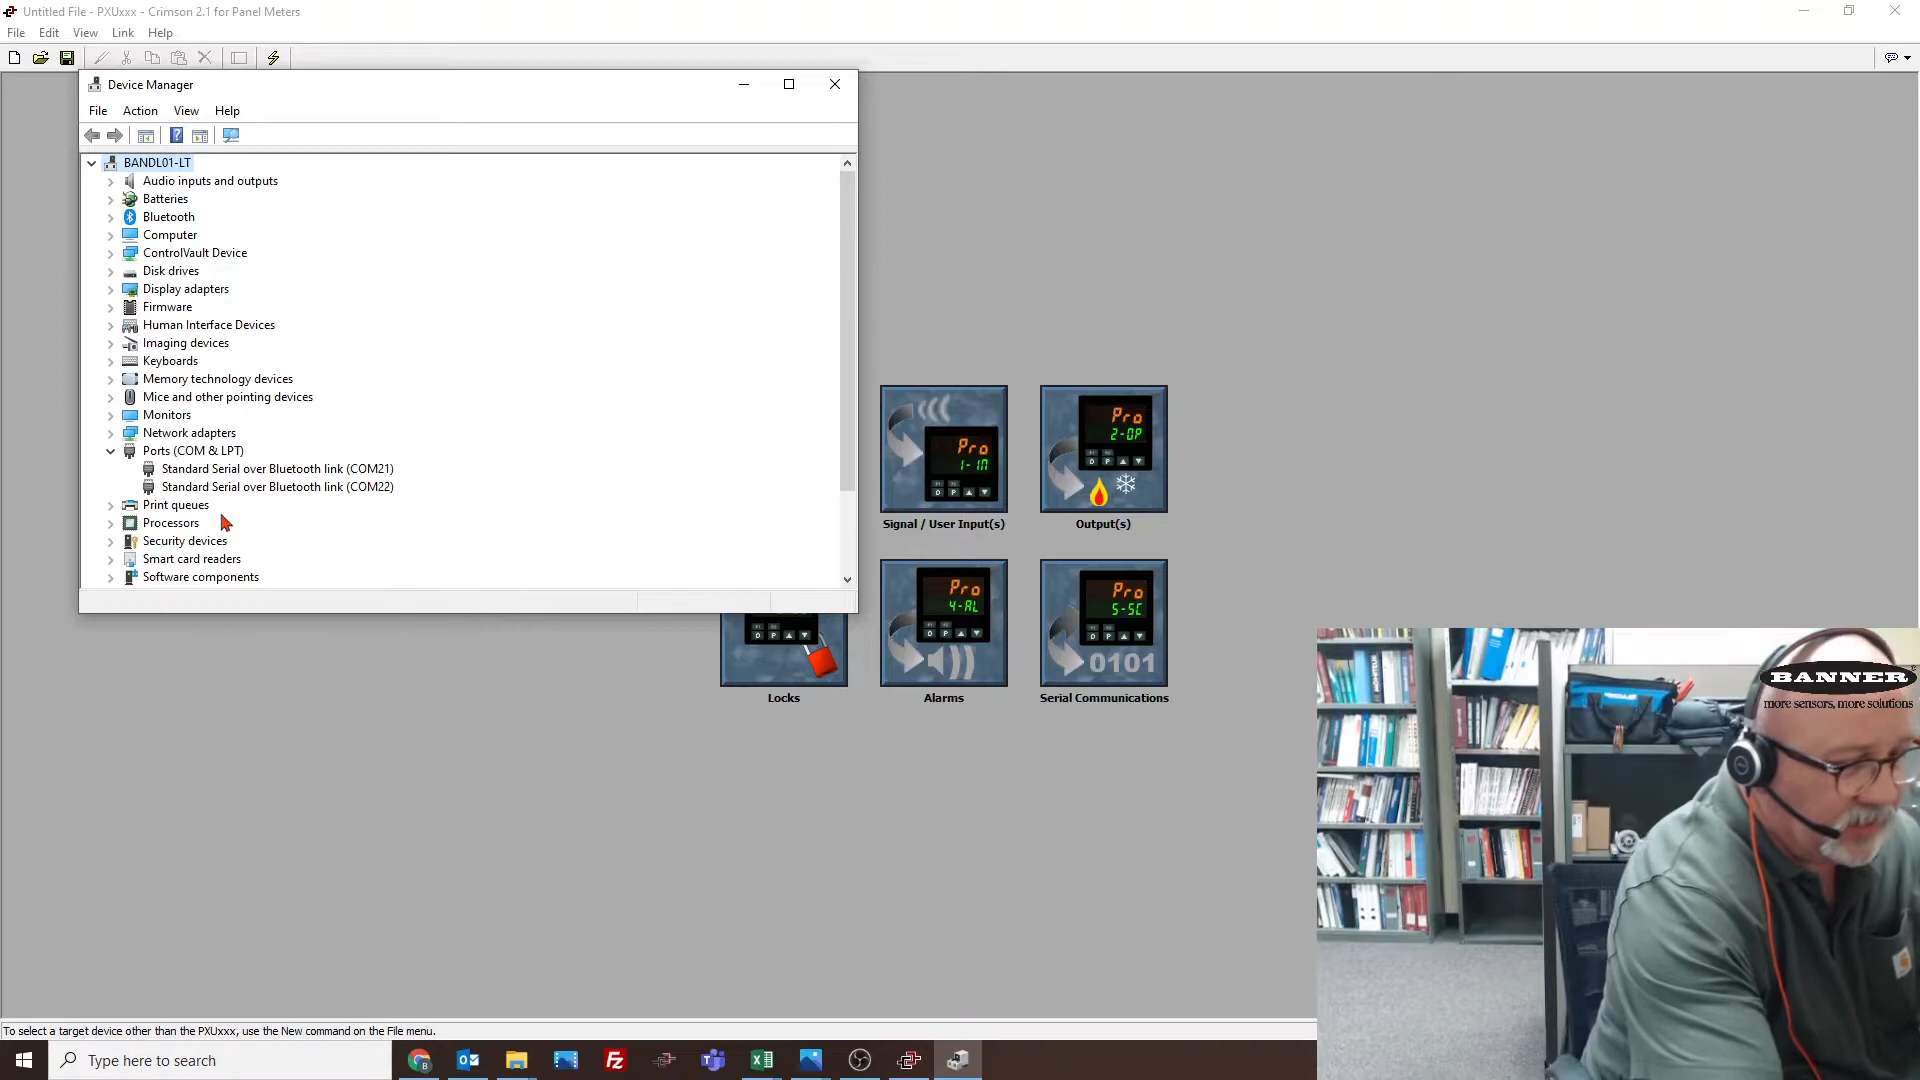 Untitled File - PXUxxx - Crimson 2.1 for Panel Meters
File Edit View Link Help
Device Manager
File Action View Help
BANDL01-LT
Audio inputs and outputs
Batteries
Bluetooth
Computer
ControlVault Device
Disk drives
Display adapters
Firmware
Human Interface Devices
Imaging devices
Keyboards
Memory technology devices
Mice and other pointing devices
Monitors
Network adapters
Ports (COM & LPT)
Standard Serial over Bluetooth link (COM21)
Standard Serial over Bluetooth link (COM22)
Print queues
Processors
Security devices
Smart card readers
Software components
Pro
1-IN
Signal / User Input(s)
Pro
2-OP
Output(s)
Locks
Pro
4-AL
Alarms
Pro
5-SC
0101
Serial Communications
BANNER
more sensors, more solutions
To select a target device other than the PXUxxx, use the New command on the File menu.
Type here to search